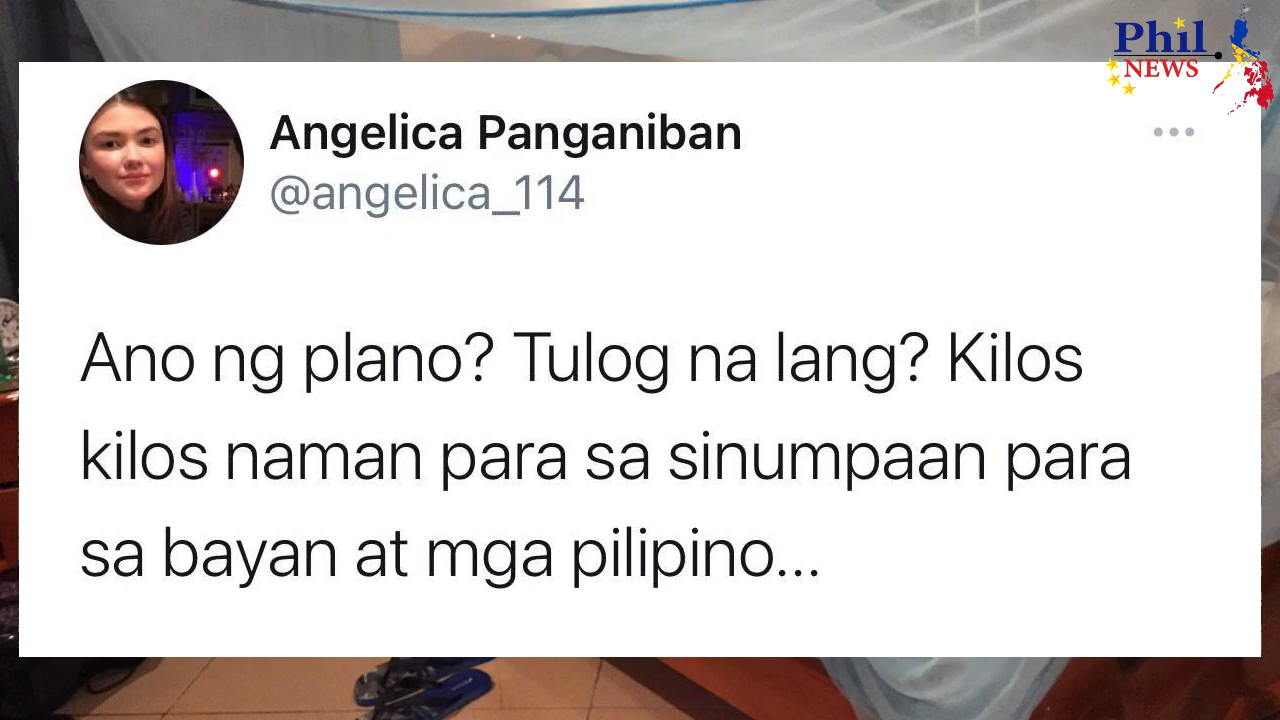 Phil
NEWS
Angelica Panganiban
@angelica_114
Ano ng plano? Tulog na lang? Kilos
kilos naman para sa sinumpaan para
sa bayan at mga pilipino...